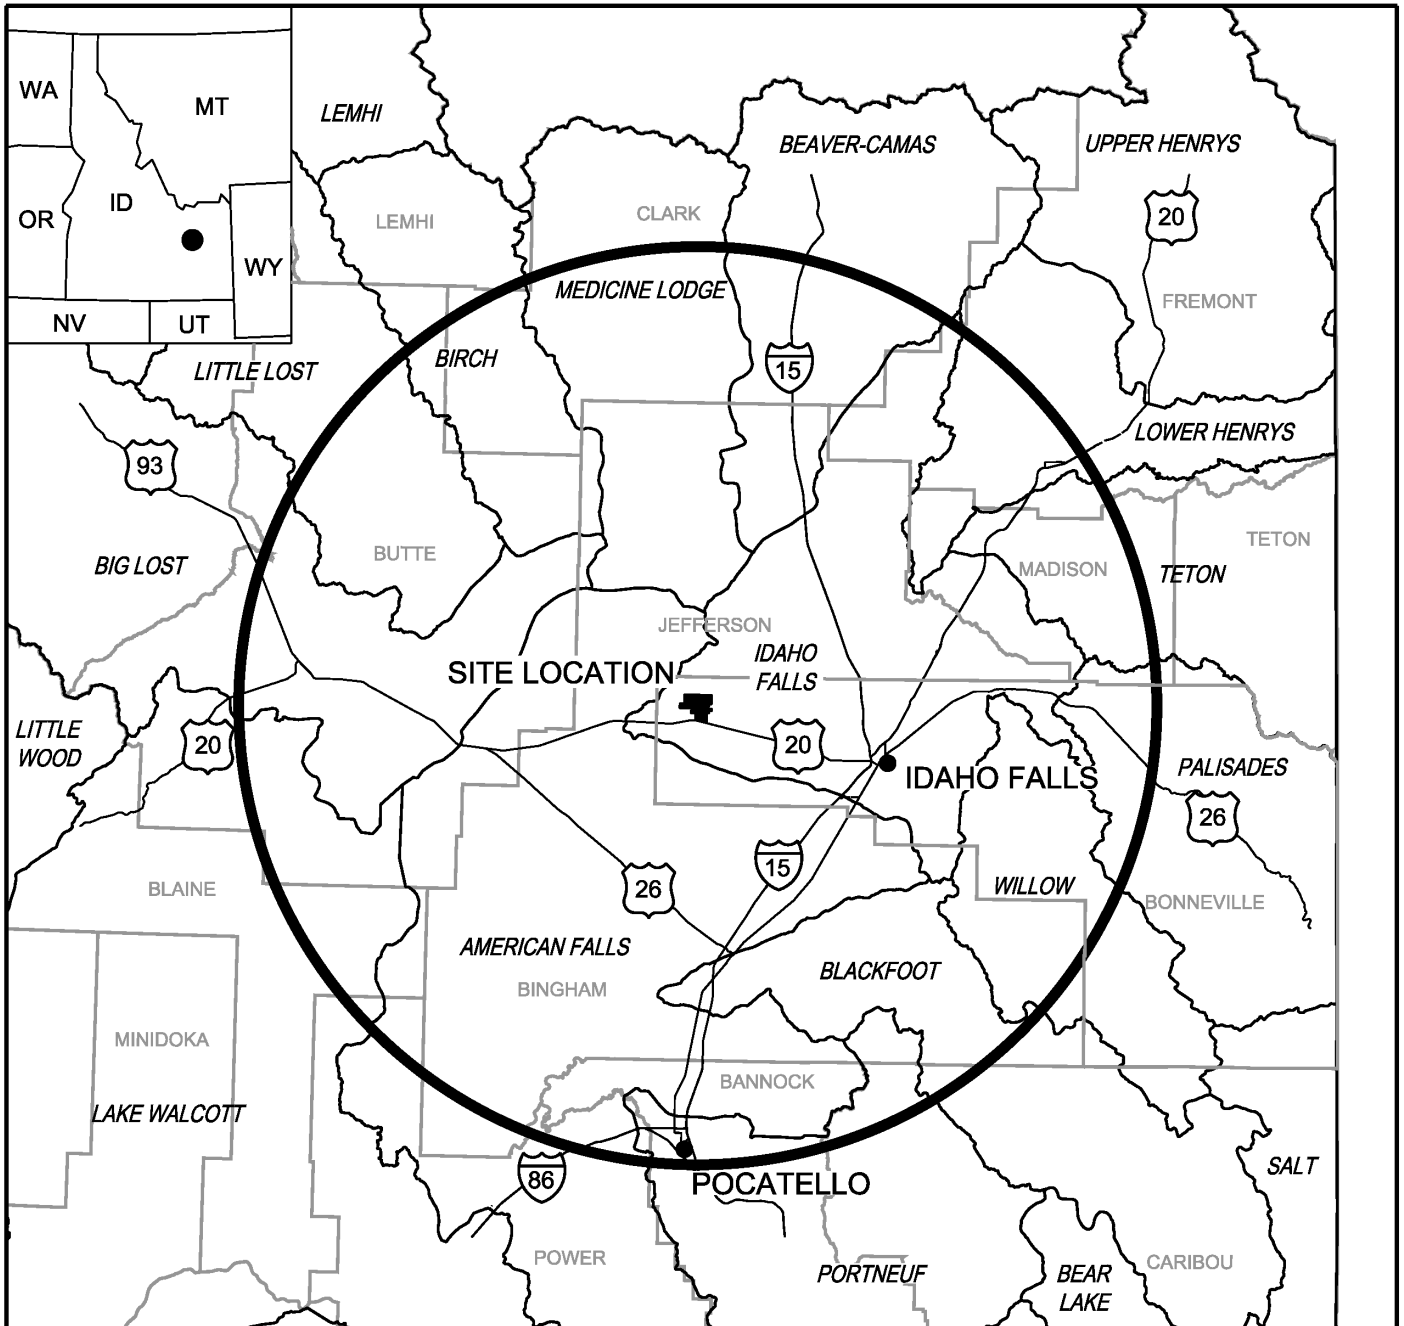 WA
MT
LEMHI
BEAVER-CAMAS
UPPER HENRYS
ID
OR
LEMHI
CLARK
20
WY
MEDICINE LODGE
FREMONT
NV
UT
LITTLE LOST
BIRCH
15
LOWER HENRYS
93
BIG LOST
BUTTE
MADISON
TETON
TETON
JEFFERSON
IDAHO
FALLS
SITE LOCATION
LITTLE
WOOD
20
20
IDAHO FALLS
PALISADES
26
15
26
BLAINE
WILLOW
BONNEVILLE
AMERICAN FALLS
BINGHAM
BLACKFOOT
MINIDOKA
BANNOCK
LAKE WALCOTT
86
POCATELLO
SALT
POWER
PORTNEUF
BEAR
LAKE
CARIBOU